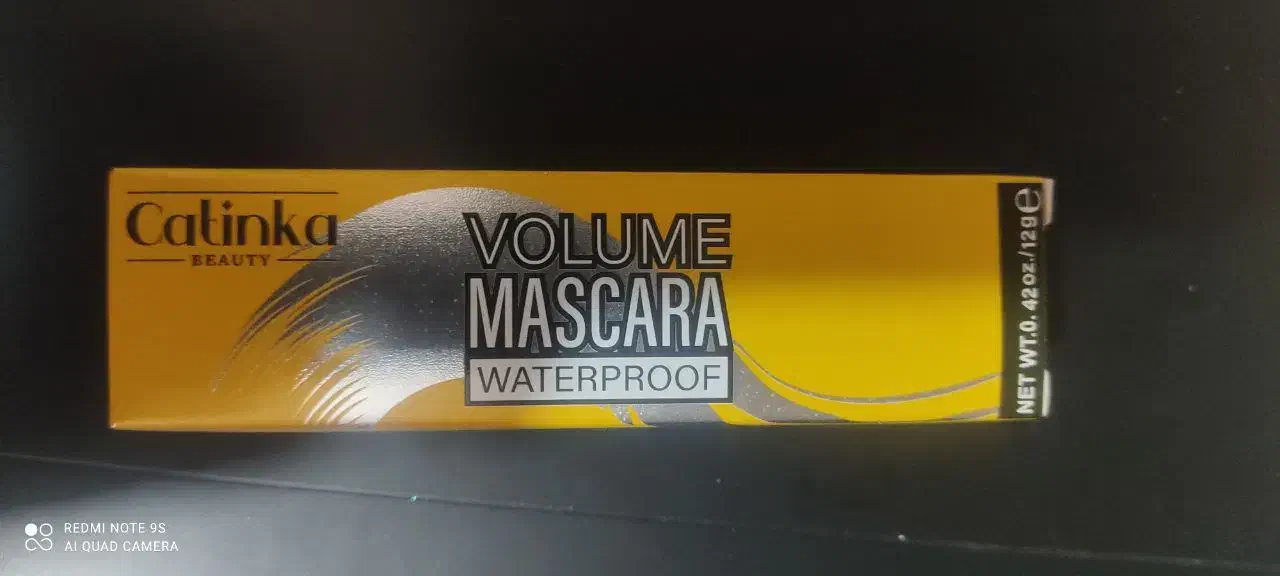 Catinka
BEAUTY
VOLUME
MASCARA
WATERPROOF
NET WT.0. 42oz./12g℮
REDMI NOTE 9S
AI QUAD CAMERA